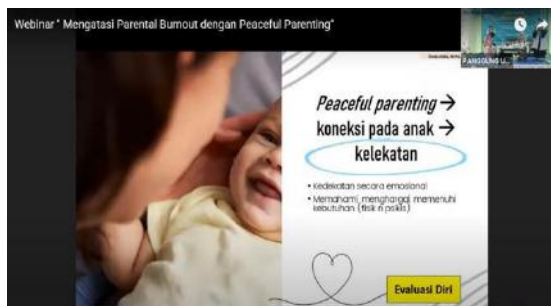 Webinar " Mengatasi Parental Burnout dengan Peaceful Parenting"
PANGGUNG U...
Peaceful parenting →
koneksi pada anak →
kelekatan
• Kedekatan secara emosional
• Memahami, menghargai, memenuhi
kebutuhan (fisik n psikis)
Evaluasi Diri